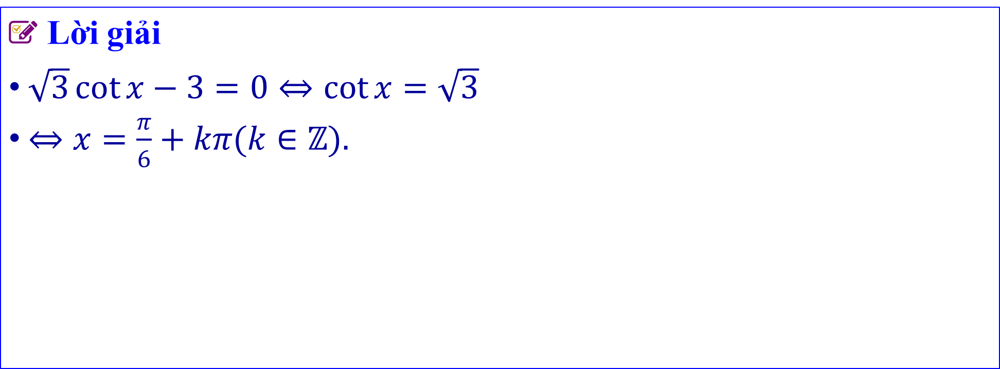 Lời giải
• √3 cot x − 3 = 0 ⇔ cot x = √3
• ⇔ x = π/6 + kπ(k ∈ ℤ).